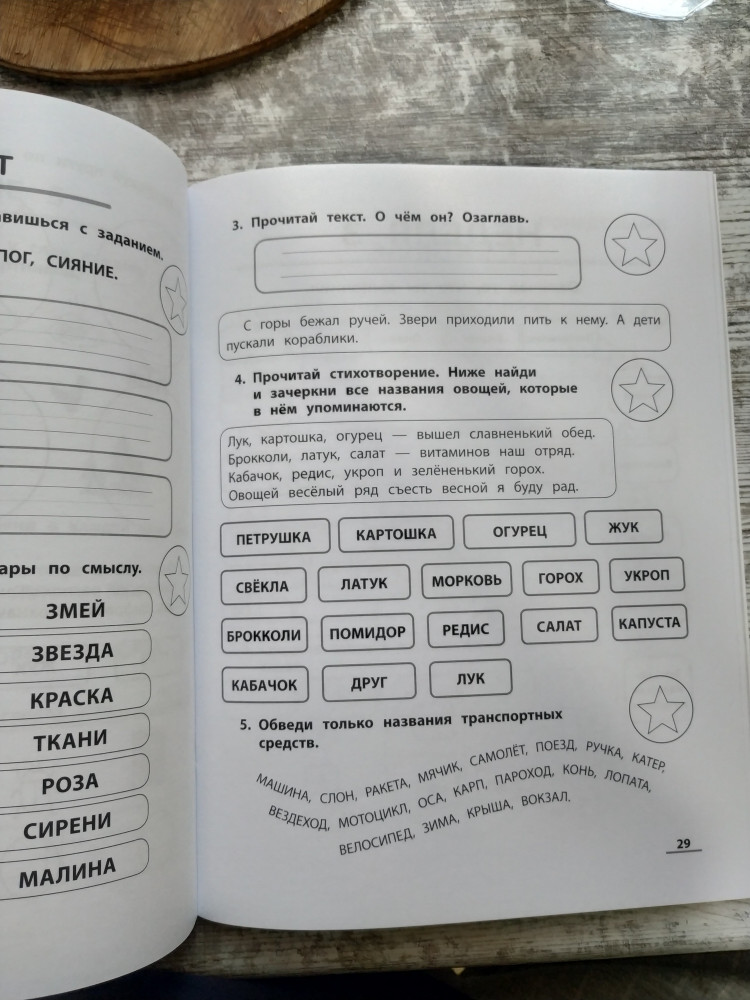 Т
с заданием.
СИЯНИЕ.
по смыслу.
ЗМЕЙ
ЗВЕЗДА
КРАСКА
ТКАНИ
РОЗА
СИРЕНИ
МАЛИНА
3. Прочитай текст. О чём он? Озаглавь.
С горы бежал ручей. Звери приходили пить к нему. А дети
пускали кораблики.
4. Прочитай стихотворение. Ниже найди
и зачеркни все названия овощей, которые
в нём упоминаются.
Лук, картошка, огурец — вышел славненький обед.
Брокколи, латук, салат — витаминов наш отряд.
Кабачок, редис, укроп и зелёненький горох.
Овощей весёлый ряд съесть весной я буду рад.
ПЕТРУШКА КАРТОШКА ОГУРЕЦ ЖУК
СВЁКЛА ЛАТУК МОРКОВЬ ГОРОХ УКРОП
БРОККОЛИ ПОМИДОР РЕДИС САЛАТ КАПУСТА
КАБАЧОК ДРУГ ЛУК
5. Обведи только названия транспортных
средств.
МАШИНА, СЛОН, РАКЕТА, МЯЧИК, САМОЛЁТ, ПОЕЗД, РУЧКА, КАТЕР,
ВЕЗДЕХОД, МОТОЦИКЛ, ОСА, КАРП, ПАРОХОД, КОНЬ, ЛОПАТА,
ВЕЛОСИПЕД, ЗИМА, КРЫША, ВОКЗАЛ.
29